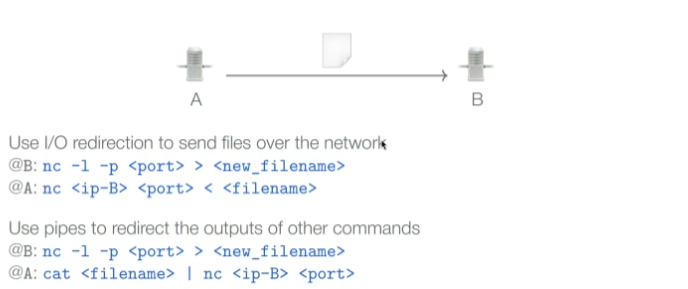 A B
Use I/O redirection to send files over the network
@B: nc -l -p <port> > <new_filename>
@A: nc <ip-B> <port> < <filename>
Use pipes to redirect the outputs of other commands
@B: nc -l -p <port> > <new_filename>
@A: cat <filename> | nc <ip-B> <port>